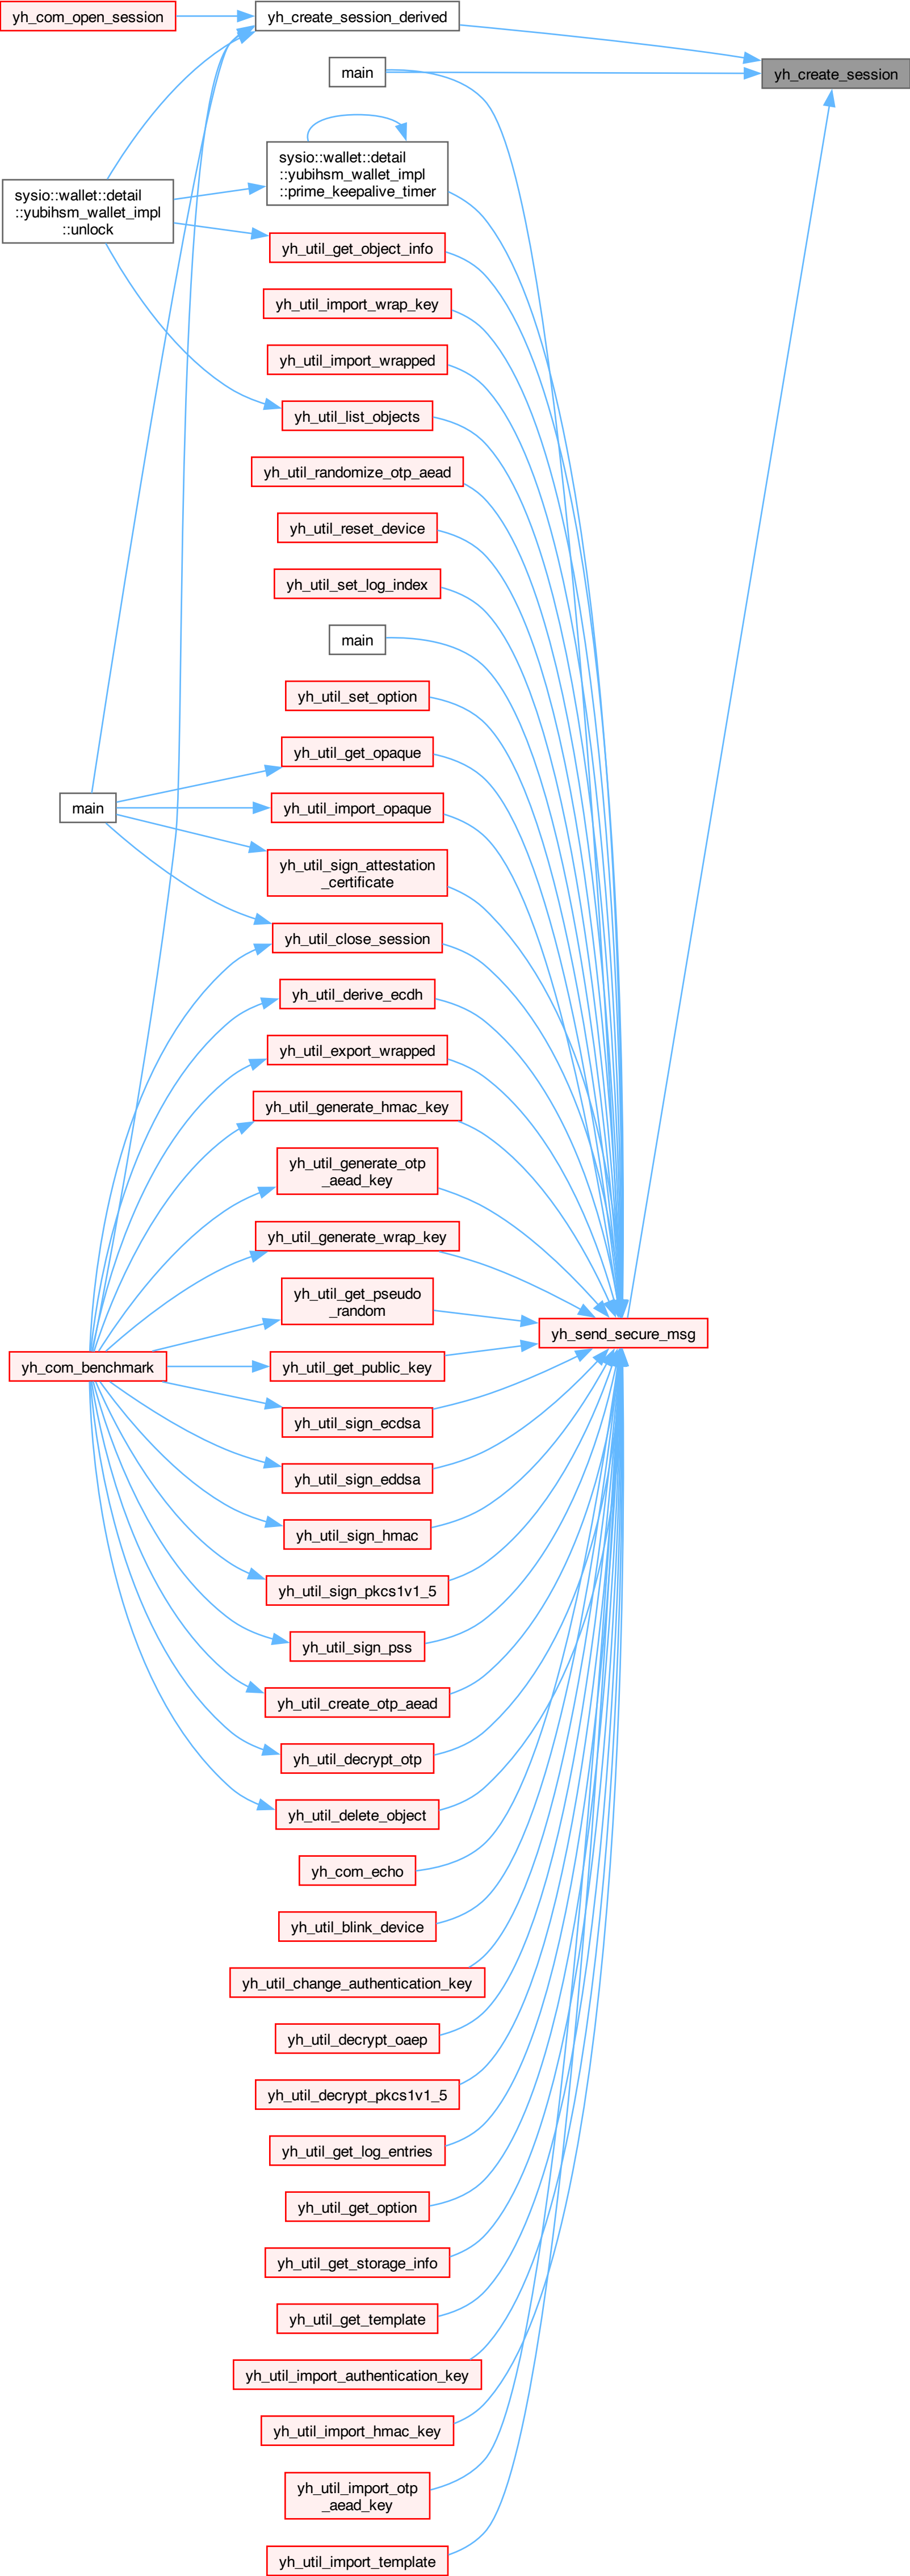 yh_com_open_session
yh_create_session_derived
main
yh_create_session
sysio::wallet::detail
::yubihsm_wallet_impl
::prime_keepalive_timer
sysio::wallet::detail
::yubihsm_wallet_impl
::unlock
yh_util_get_object_info
yh_util_import_wrap_key
yh_util_import_wrapped
yh_util_list_objects
yh_util_randomize_otp_aead
yh_util_reset_device
yh_util_set_log_index
main
yh_util_set_option
yh_util_get_opaque
main
yh_util_import_opaque
yh_util_sign_attestation
_certificate
yh_util_close_session
yh_util_derive_ecdh
yh_util_export_wrapped
yh_util_generate_hmac_key
yh_util_generate_otp
_aead_key
yh_util_generate_wrap_key
yh_util_get_pseudo
_random
yh_send_secure_msg
yh_com_benchmark
yh_util_get_public_key
yh_util_sign_ecdsa
yh_util_sign_eddsa
yh_util_sign_hmac
yh_util_sign_pkcs1v1_5
yh_util_sign_pss
yh_util_create_otp_aead
yh_util_decrypt_otp
yh_util_delete_object
yh_com_echo
yh_util_blink_device
yh_util_change_authentication_key
yh_util_decrypt_oaep
yh_util_decrypt_pkcs1v1_5
yh_util_get_log_entries
yh_util_get_option
yh_util_get_storage_info
yh_util_get_template
yh_util_import_authentication_key
yh_util_import_hmac_key
yh_util_import_otp
_aead_key
yh_util_import_template